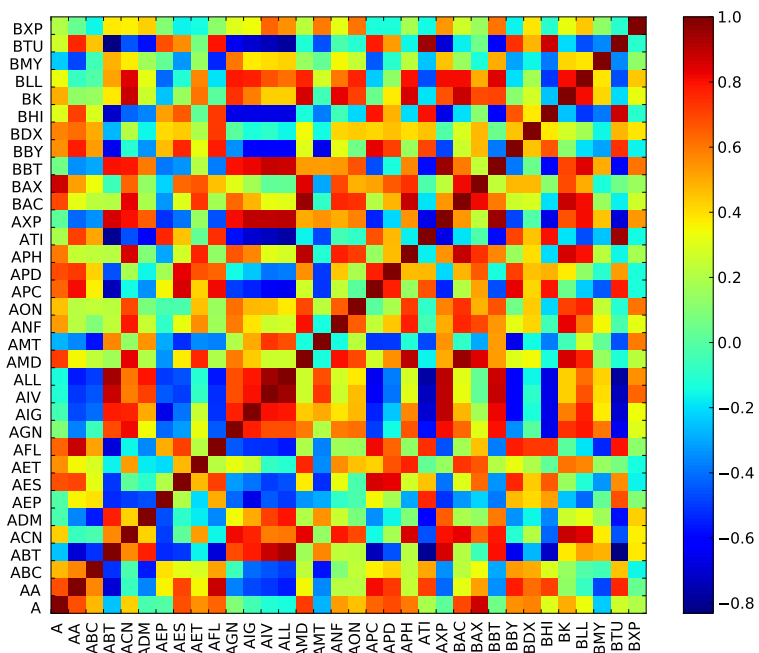 BXP
BTU
BMY
BLL
BK
BHI
BDX
BBY
BBT
BAX
BAC
AXP
ATI
APH
APD
APC
AON
ANF
AMT
AMD
ALL
AIV
AIG
AGN
AFL
AET
AES
AEP
ADM
ACN
ABT
ABC
AA
A
A AA ABC ABT ACN ADM AEP AES AET AFL AGN AIG AIV ALL AMD AMT ANF AON APC APD APH ATI AXP BAC BAX BBT BBY BDX BHI BK BLL BMY BTU BXP
1.0
0.8
0.6
0.4
0.2
0.0
−0.2
−0.4
−0.6
−0.8